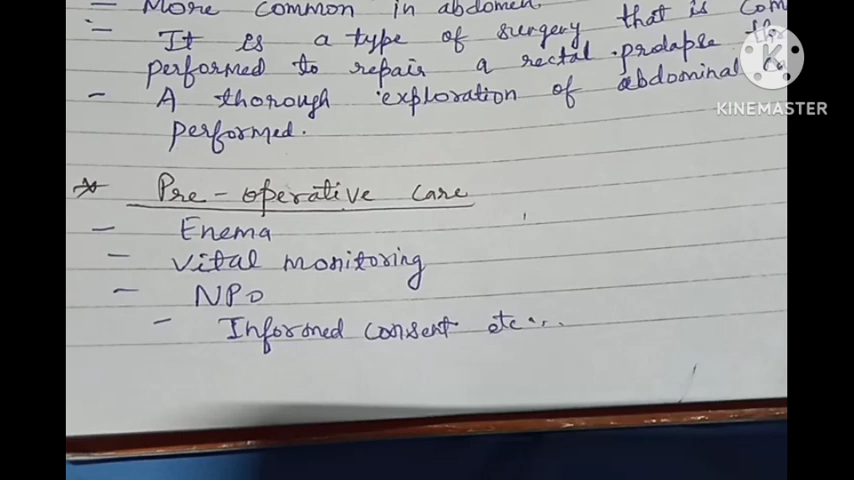 - More common in abdomen.
- It is a type of surgery that is com
performed to repair a rectal prolapse
- A thorough exploration of abdominal
performed.
* Pre-operative care
- Enema
- Vital monitoring
- NPO
- Informed consent etc...
KINEMASTER